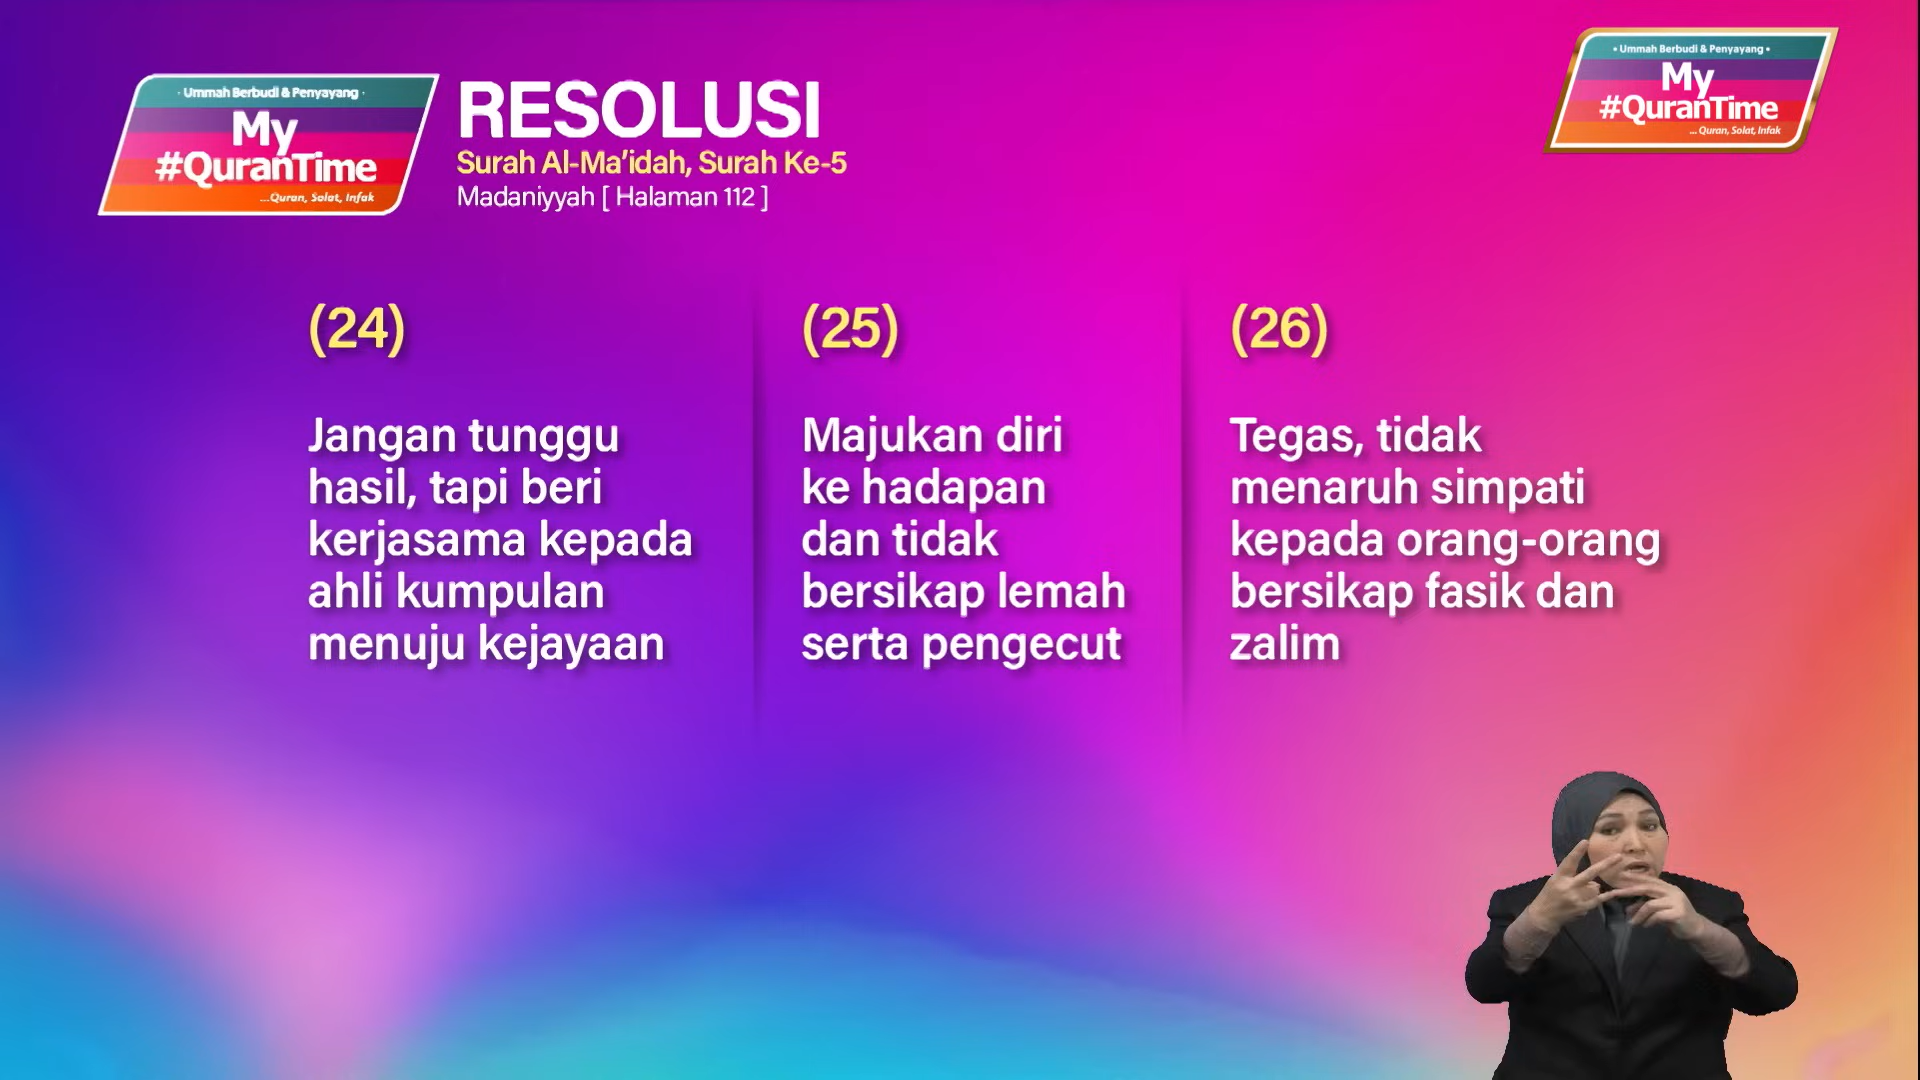 · Ummah Berbudi & Penyayang ·
My
#QuranTime
...Quran, Solat, Infak
RESOLUSI
Surah Al-Ma’idah, Surah Ke-5
Madaniyyah [ Halaman 112 ]
• Ummah Berbudi & Penyayang •
My
#QuranTime
... Quran, Solat, Infak
(24)
Jangan tunggu
hasil, tapi beri
kerjasama kepada
ahli kumpulan
menuju kejayaan
(25)
Majukan diri
ke hadapan
dan tidak
bersikap lemah
serta pengecut
(26)
Tegas, tidak
menaruh simpati
kepada orang-orang
bersikap fasik dan
zalim